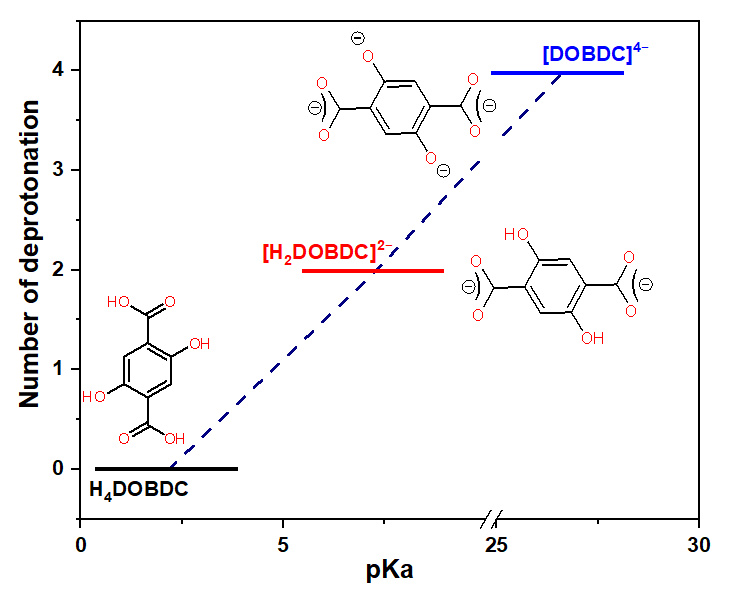 [DOBDC]⁴⁻
⊖
O
O
O
⊖
⊖
O
O
O
⊖
4
3
[H₂DOBDC]²⁻
HO
O
O
⊖
⊖
O
O
OH
2
HO
O
OH
HO
O
OH
1
0
H₄DOBDC
Number of deprotonation
0
5
25
30
pKa